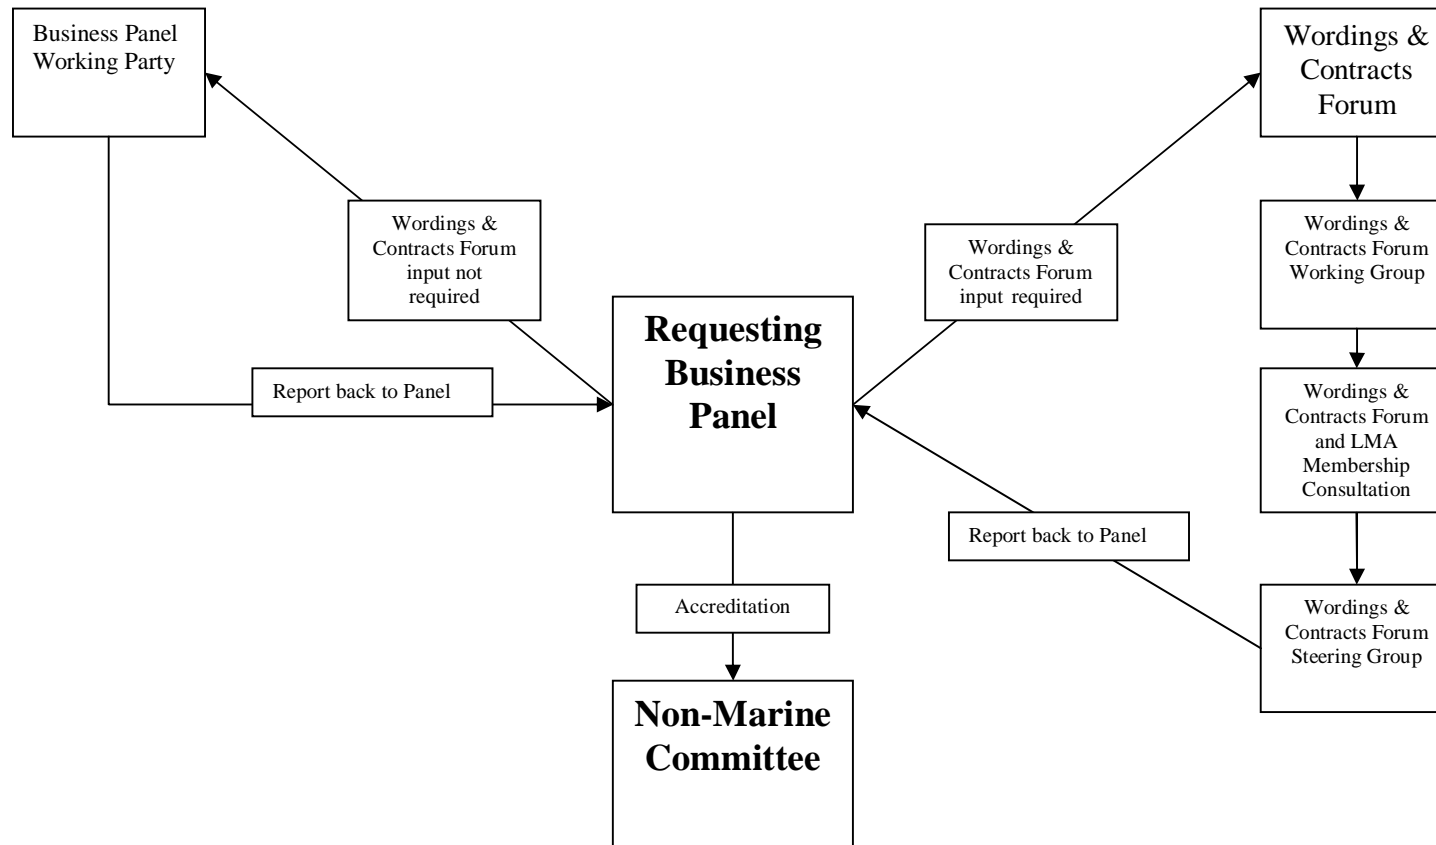 Business Panel
Working Party
Wordings &
Contracts
Forum
Wordings &
Contracts Forum
input not
required
Wordings &
Contracts Forum
input required
Wordings &
Contracts Forum
Working Group
Requesting
Business
Panel
Report back to Panel
Wordings &
Contracts Forum
and LMA
Membership
Consultation
Report back to Panel
Accreditation
Wordings &
Contracts Forum
Steering Group
Non-Marine
Committee